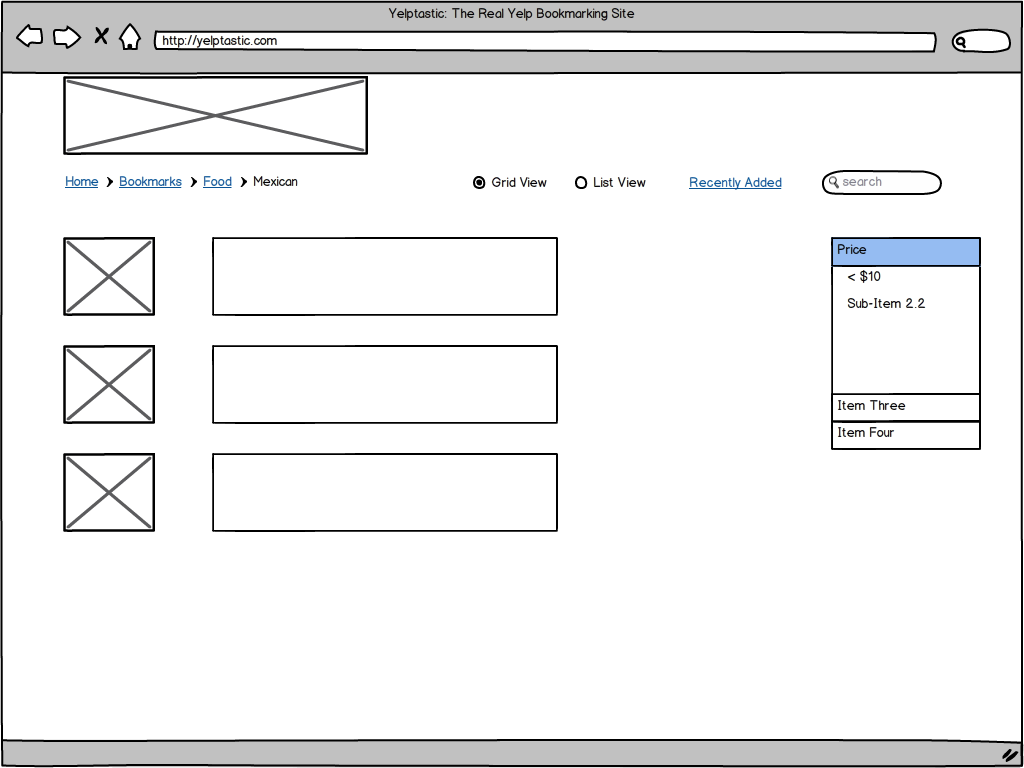 Yelptastic: The Real Yelp Bookmarking Site
http://yelptastic.com
Home Bookmarks Food Mexican Grid View List View Recently Added search
Price
< $10
Sub-Item 2.2
Item Three
Item Four